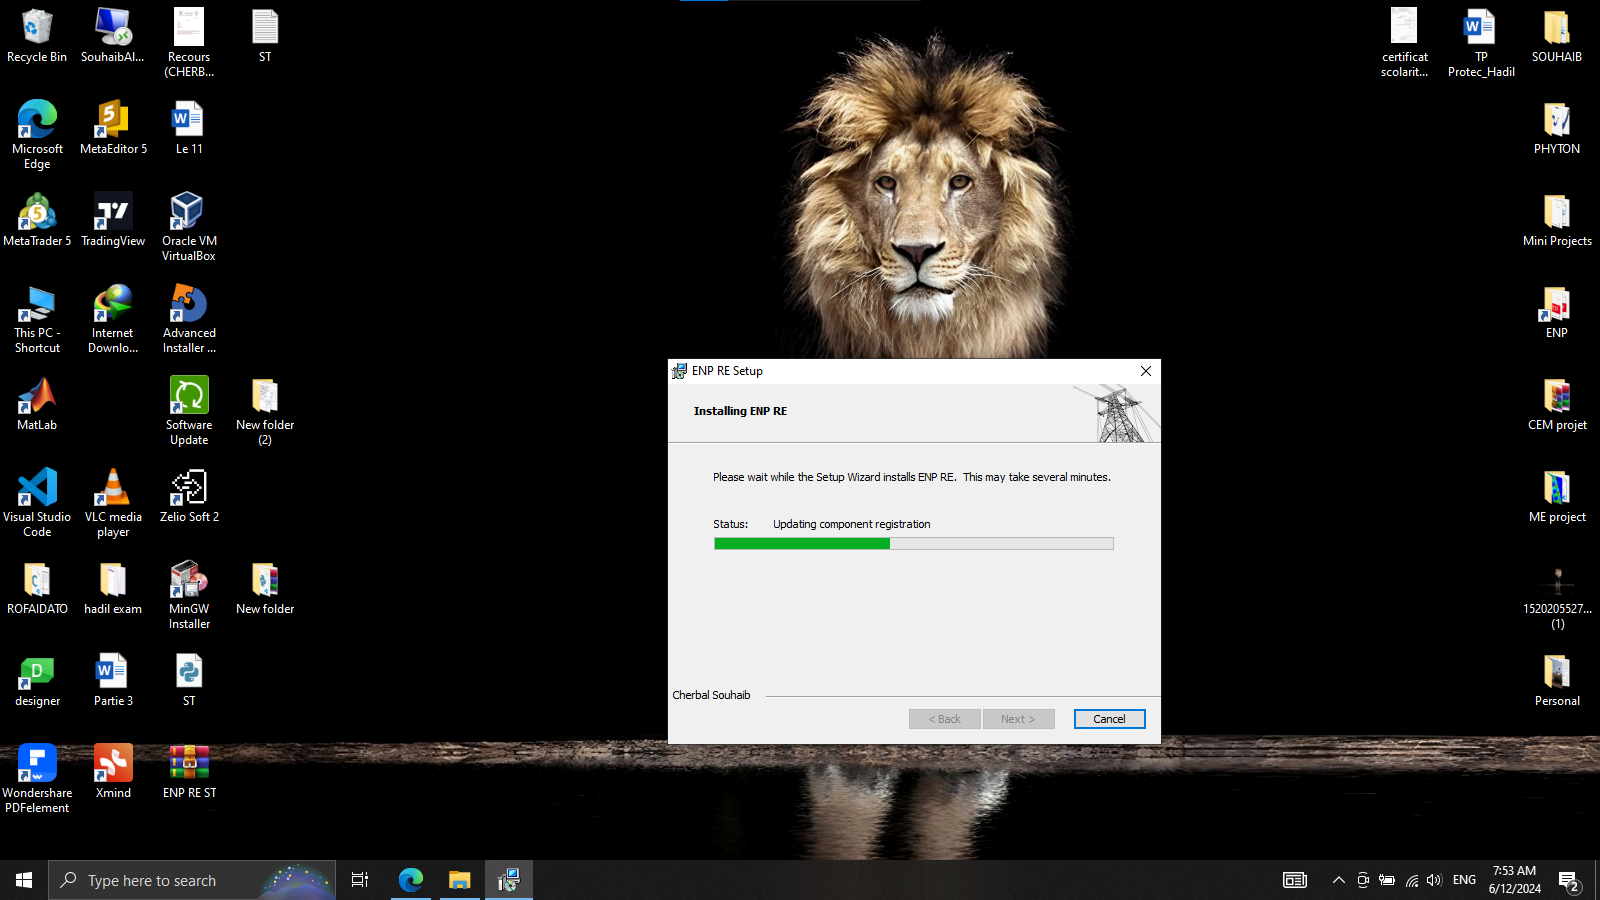 Recycle Bin
SouhaibAl...
Recours
(CHERB...
ST
Microsoft
Edge
MetaEditor 5
Le 11
MetaTrader 5
TradingView
Oracle VM
VirtualBox
This PC -
Shortcut
Internet
Downlo...
Advanced
Installer ...
MatLab
Software
Update
New folder
(2)
Visual Studio
Code
VLC media
player
Zelio Soft 2
ROFAIDATO
hadil exam
MinGW
Installer
New folder
designer
Partie 3
ST
Wondershare
PDFelement
Xmind
ENP RE ST
certificat
scolarit...
TP
Protec_Hadil
SOUHAIB
PHYTON
Mini Projects
ENP
CEM projet
ME project
1520205527...
(1)
Personal
ENP RE Setup
Installing ENP RE
Please wait while the Setup Wizard installs ENP RE.  This may take several minutes.
Status: Updating component registration
Cherbal Souhaib
< Back
Next >
Cancel
Type here to search
ENG
7:53 AM
6/12/2024
2